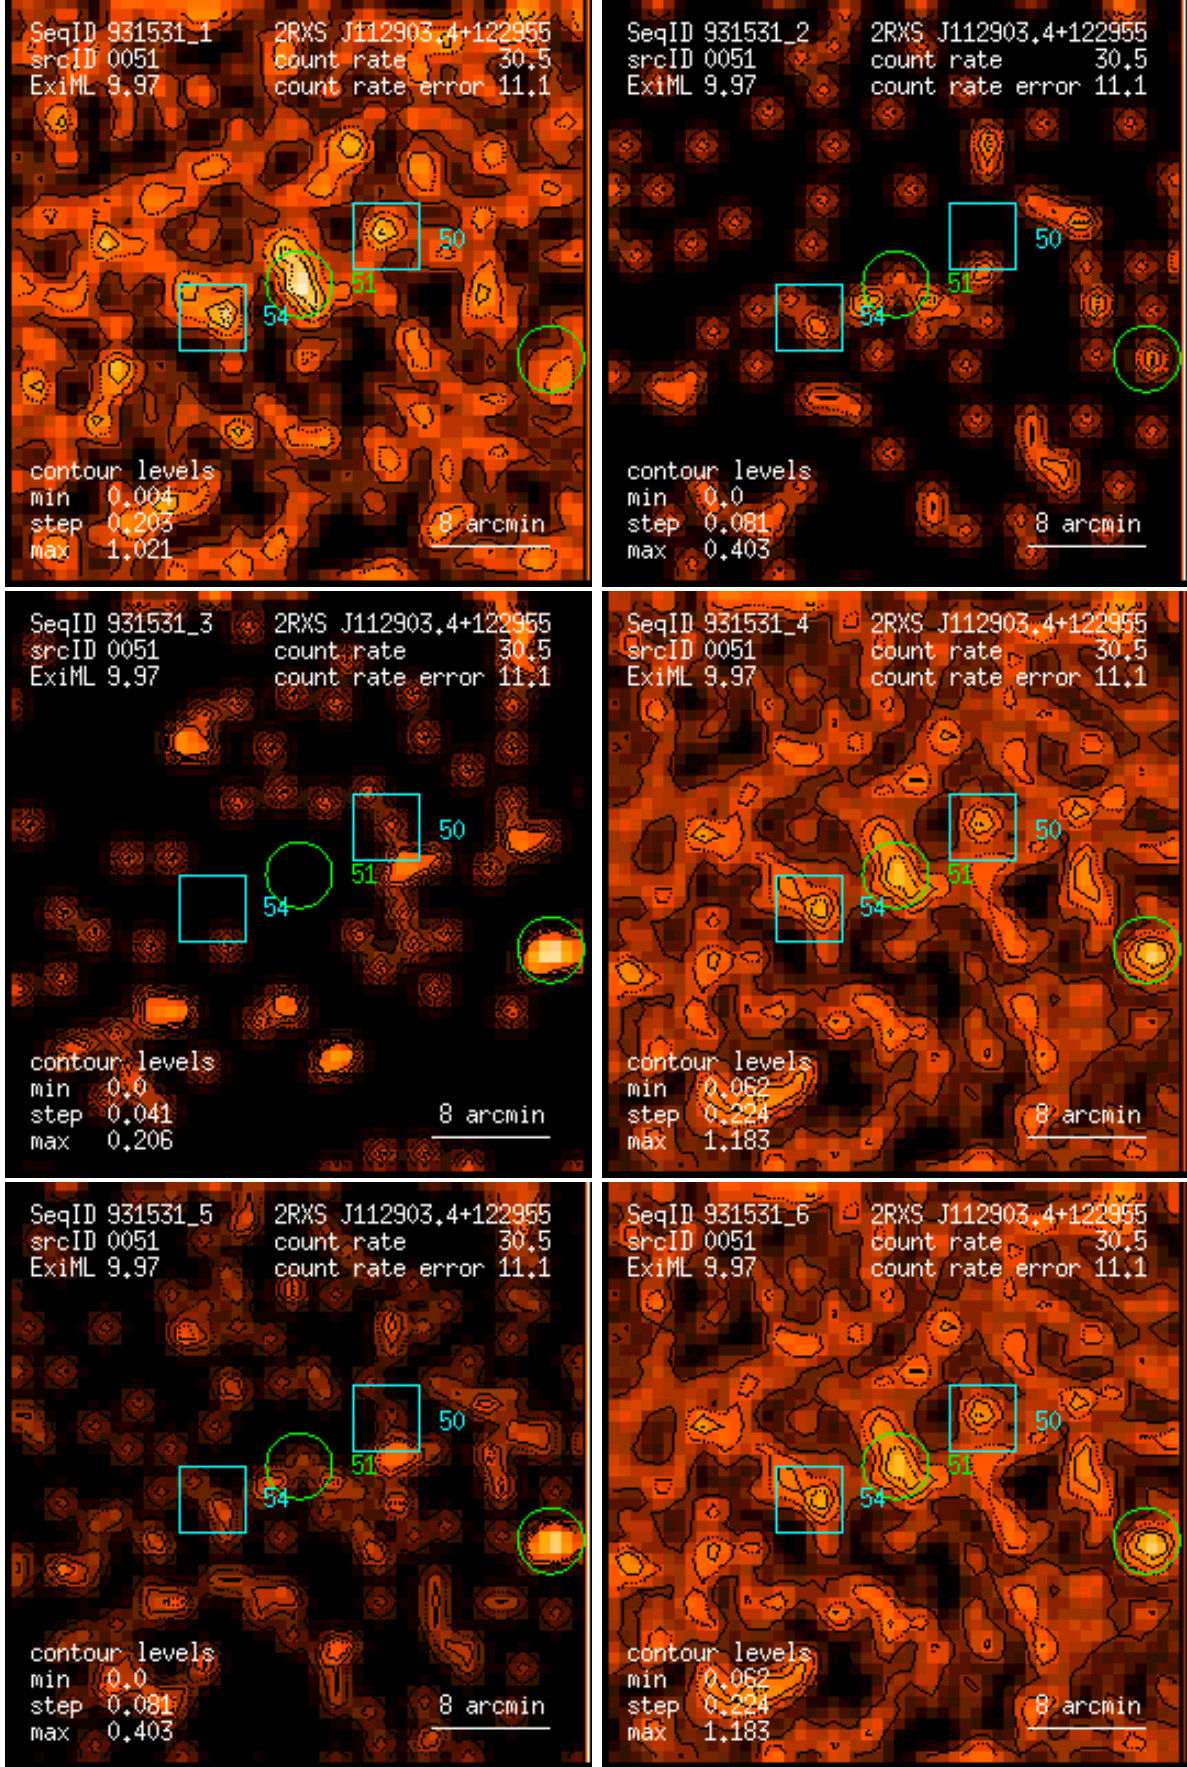 SeqID 931531_1 2RXS J112903.4+122955
srcID 0051 count rate 30.5
ExiML 9.97 count rate error 11.1
50
51
54
contour levels
min 0.004
step 0.203 8 arcmin
max 1.021
SeqID 931531_2 2RXS J112903.4+122955
srcID 0051 count rate 30.5
ExiML 9.97 count rate error 11.1
50
51
54
contour levels
min 0.0
step 0.081 8 arcmin
max 0.403
SeqID 931531_3 2RXS J112903.4+122955
srcID 0051 count rate 30.5
ExiML 9.97 count rate error 11.1
50
51
54
contour levels
min 0.0
step 0.041 8 arcmin
max 0.206
SeqID 931531_4 2RXS J112903.4+122955
srcID 0051 count rate 30.5
ExiML 9.97 count rate error 11.1
50
51
54
contour levels
min 0.062
step 0.224 8 arcmin
max 1.183
SeqID 931531_5 2RXS J112903.4+122955
srcID 0051 count rate 30.5
ExiML 9.97 count rate error 11.1
50
51
54
contour levels
min 0.0
step 0.081 8 arcmin
max 0.403
SeqID 931531_6 2RXS J112903.4+122955
srcID 0051 count rate 30.5
ExiML 9.97 count rate error 11.1
50
51
54
contour levels
min 0.062
step 0.224 8 arcmin
max 1.183